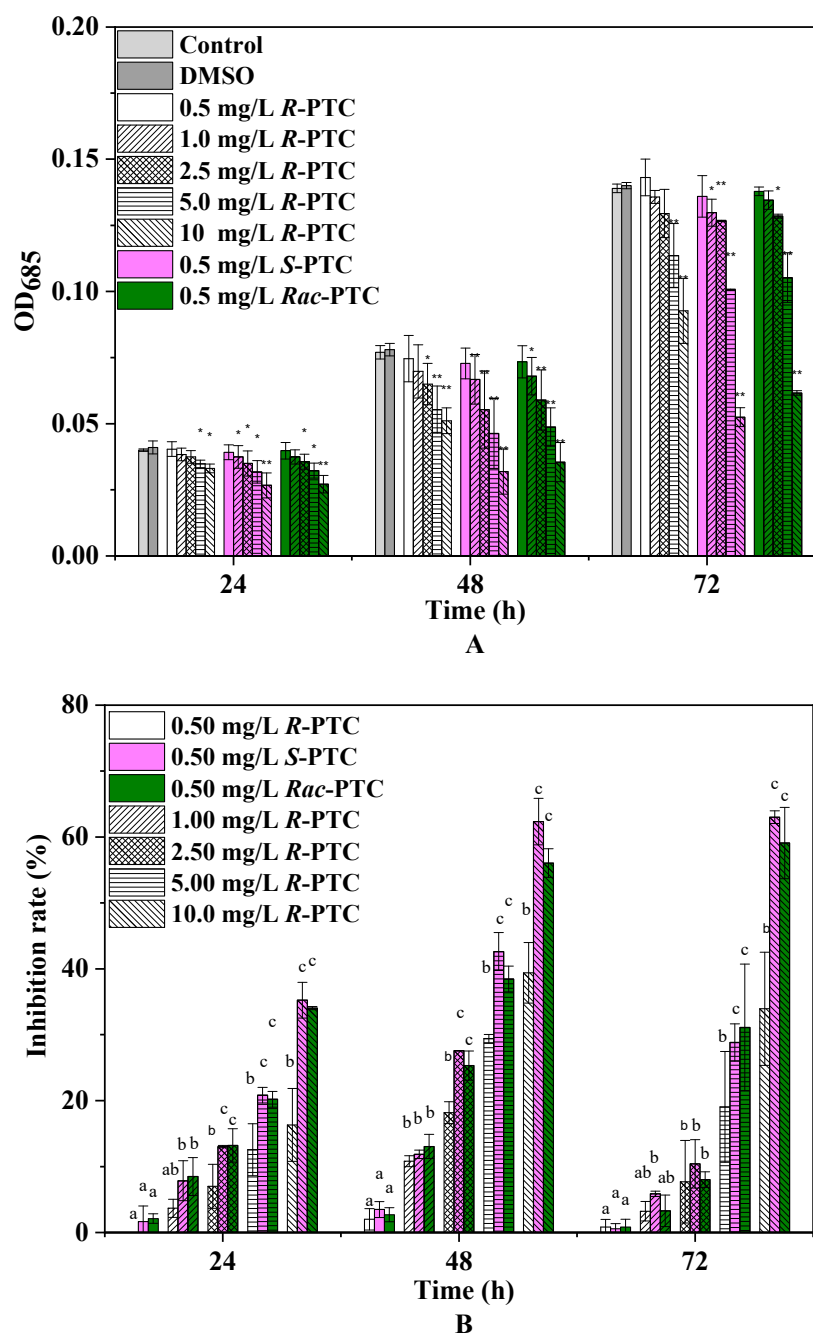 0.20
0.15
0.10
0.05
0.00
OD685
Control
DMSO
0.5 mg/L R-PTC
1.0 mg/L R-PTC
2.5 mg/L R-PTC
5.0 mg/L R-PTC
10 mg/L R-PTC
0.5 mg/L S-PTC
0.5 mg/L Rac-PTC
* * * * * ** * * **
* ** ** ** ** ** ** * ** ** **
** ** * ** ** ** * ** **
24 48 72
Time (h)
A
80
60
40
20
0
Inhibition rate (%)
0.50 mg/L R-PTC
0.50 mg/L S-PTC
0.50 mg/L Rac-PTC
1.00 mg/L R-PTC
2.50 mg/L R-PTC
5.00 mg/L R-PTC
10.0 mg/L R-PTC
a a a ab b b b c c b c c b c c
a a a b b b b c c b c c b c c
a a a ab b ab b b b b c c b c c
24 48 72
Time (h)
B